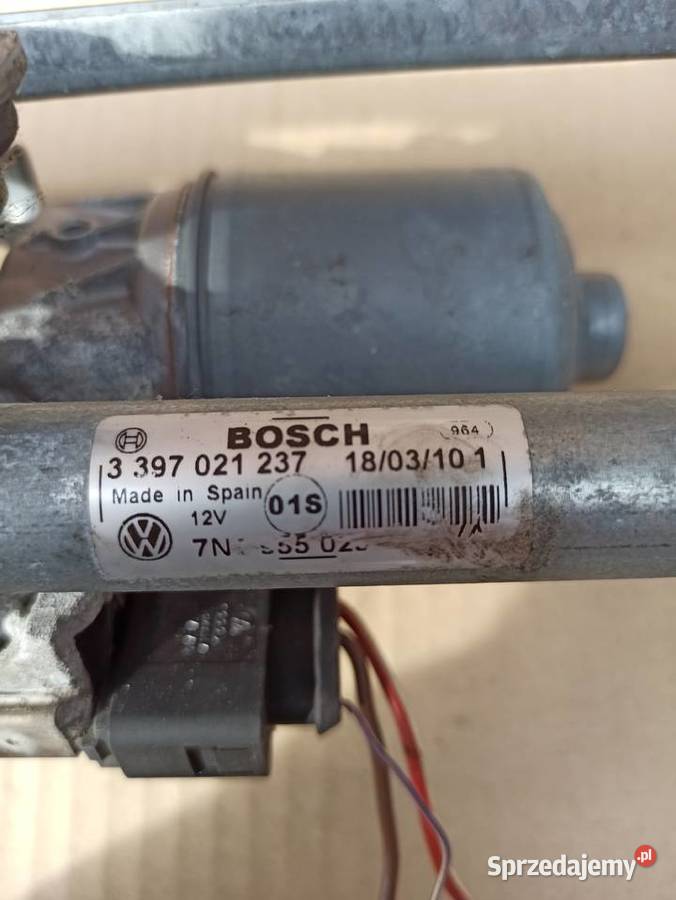 BOSCH
964
3 397 021 237 18/03/10 1
Made in Spain
01S
12V
Sprzedajemy.pl